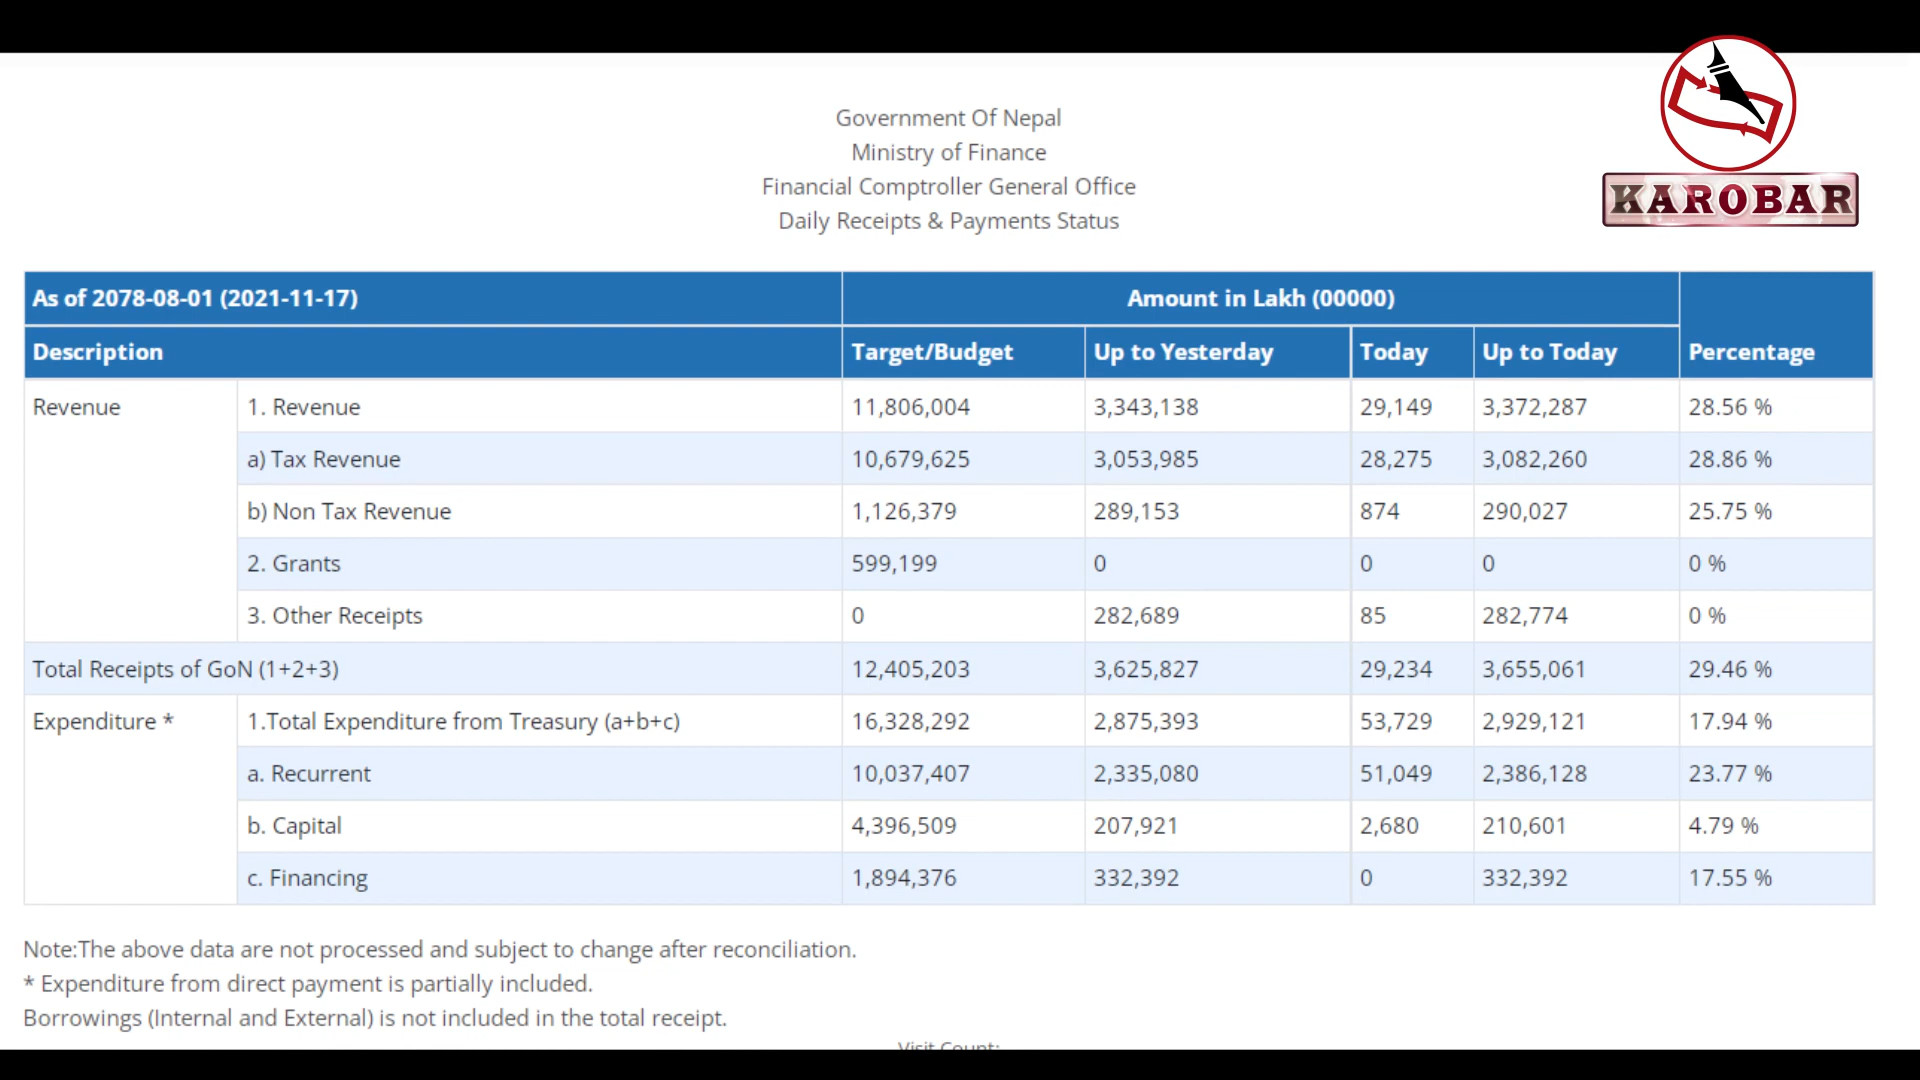 KAROBAR
Government Of Nepal
Ministry of Finance
Financial Comptroller General Office
Daily Receipts & Payments Status
As of 2078-08-01 (2021-11-17) Amount in Lakh (00000)
Description Target/Budget Up to Yesterday Today Up to Today Percentage
Revenue 1. Revenue 11,806,004 3,343,138 29,149 3,372,287 28.56 %
a) Tax Revenue 10,679,625 3,053,985 28,275 3,082,260 28.86 %
b) Non Tax Revenue 1,126,379 289,153 874 290,027 25.75 %
2. Grants 599,199 0 0 0 0 %
3. Other Receipts 0 282,689 85 282,774 0 %
Total Receipts of GoN (1+2+3) 12,405,203 3,625,827 29,234 3,655,061 29.46 %
Expenditure * 1.Total Expenditure from Treasury (a+b+c) 16,328,292 2,875,393 53,729 2,929,121 17.94 %
a. Recurrent 10,037,407 2,335,080 51,049 2,386,128 23.77 %
b. Capital 4,396,509 207,921 2,680 210,601 4.79 %
c. Financing 1,894,376 332,392 0 332,392 17.55 %
Note:The above data are not processed and subject to change after reconciliation.
* Expenditure from direct payment is partially included.
Borrowings (Internal and External) is not included in the total receipt.
Visit Count: